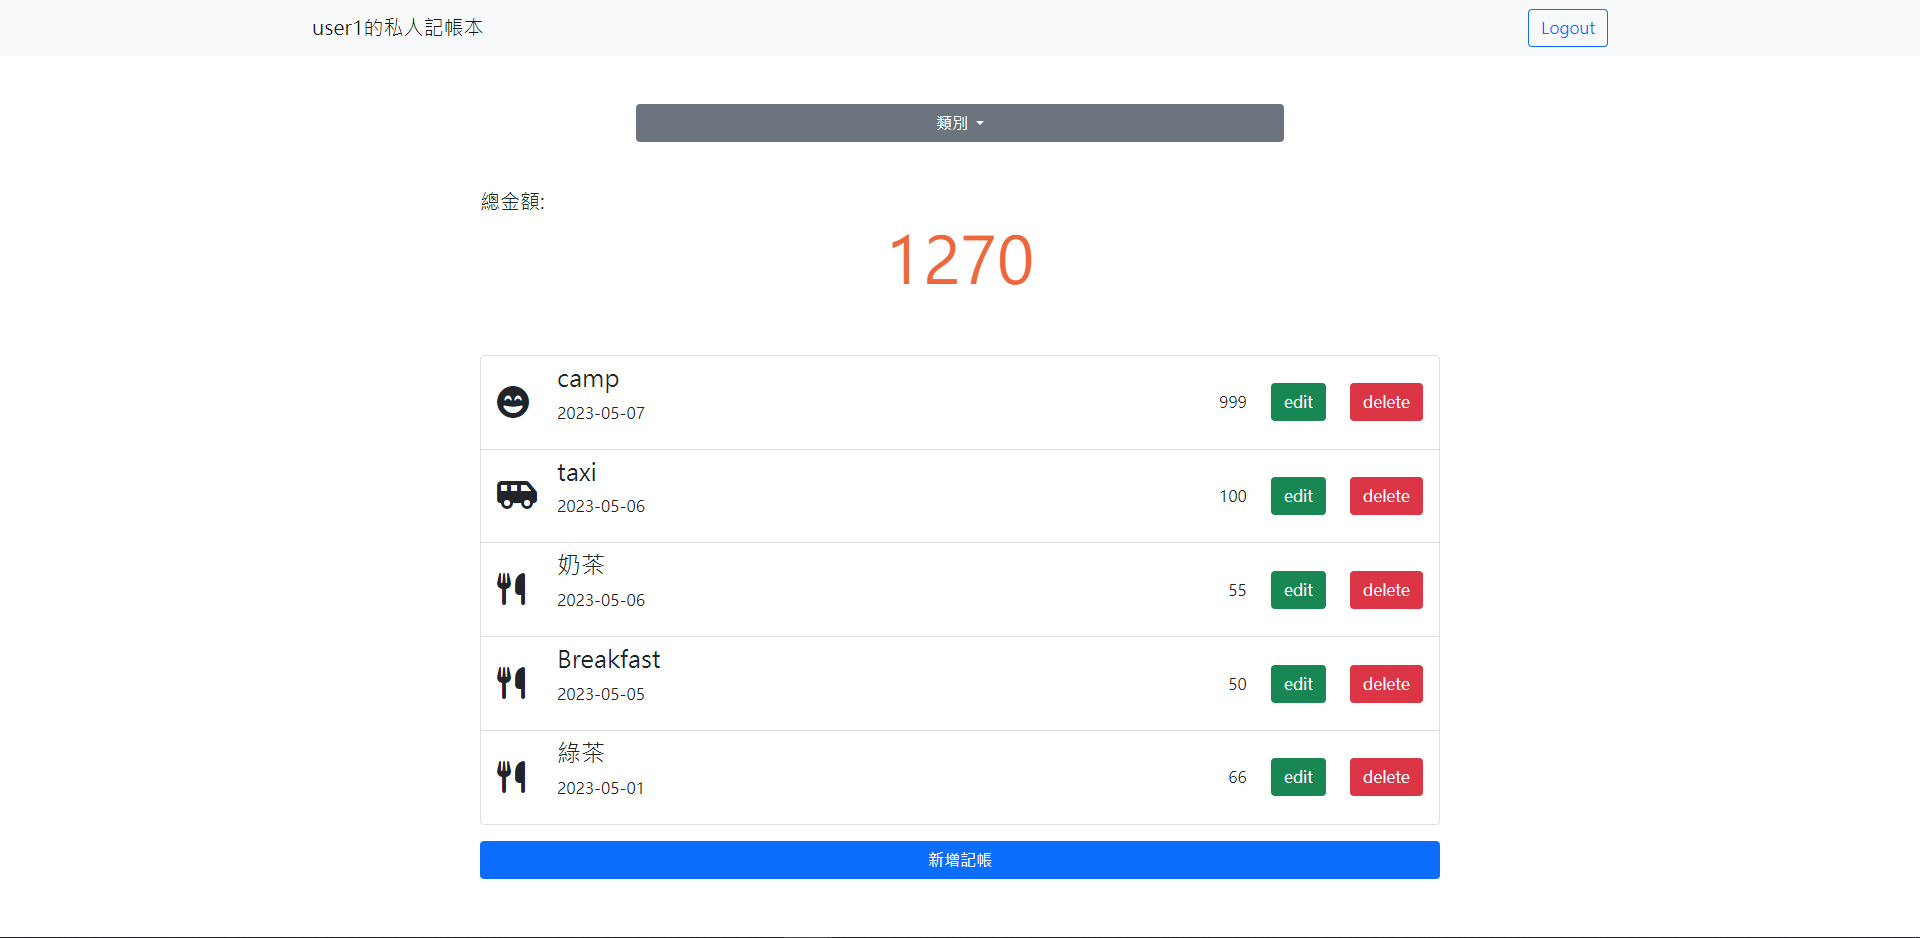 user1的私人記帳本
Logout
類別
總金額:
1270
camp
2023-05-07
999
edit
delete
taxi
2023-05-06
100
edit
delete
奶茶
2023-05-06
55
edit
delete
Breakfast
2023-05-05
50
edit
delete
綠茶
2023-05-01
66
edit
delete
新增記帳